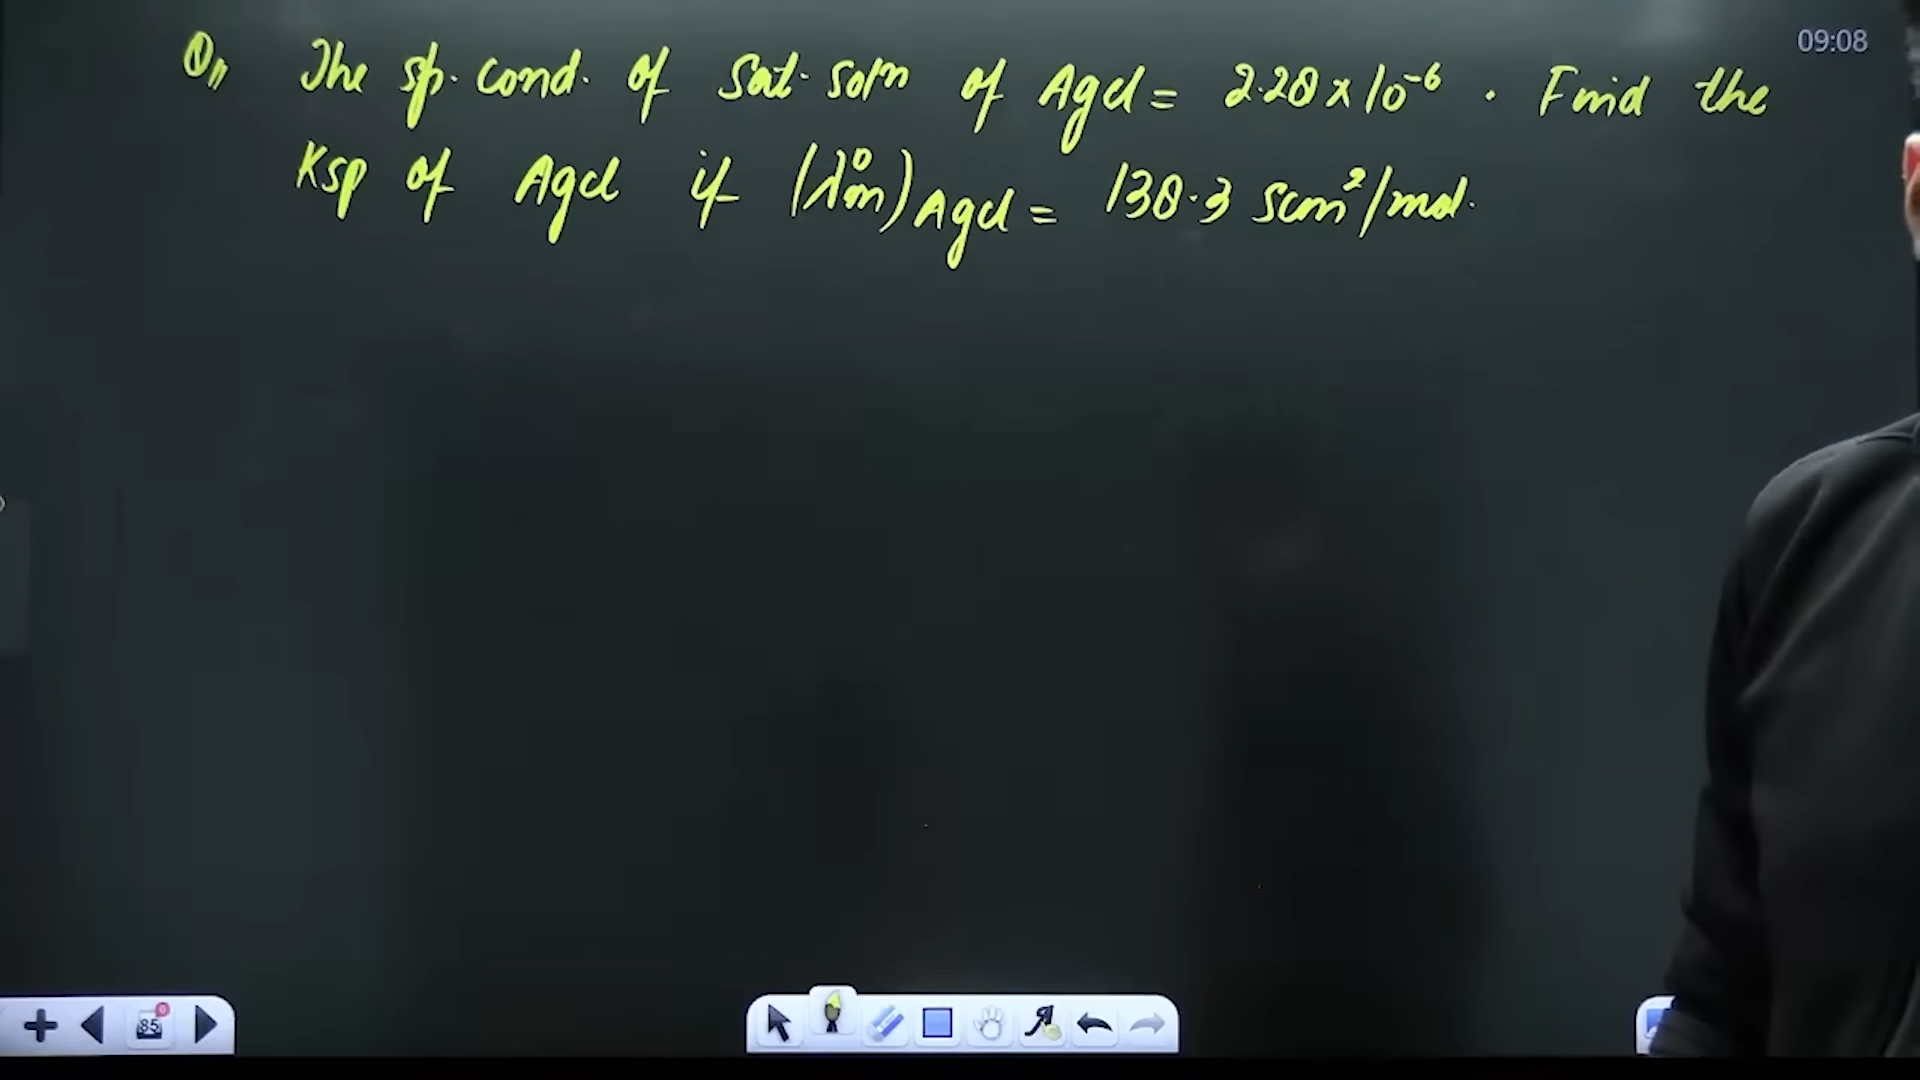 09:08
Q,, The sp. cond. of sat. soln of AgCl = 2.28 x 10⁻⁶ . Find the
Ksp of AgCl if (λ°m) AgCl = 138.3 Scm²/mol.
85
0